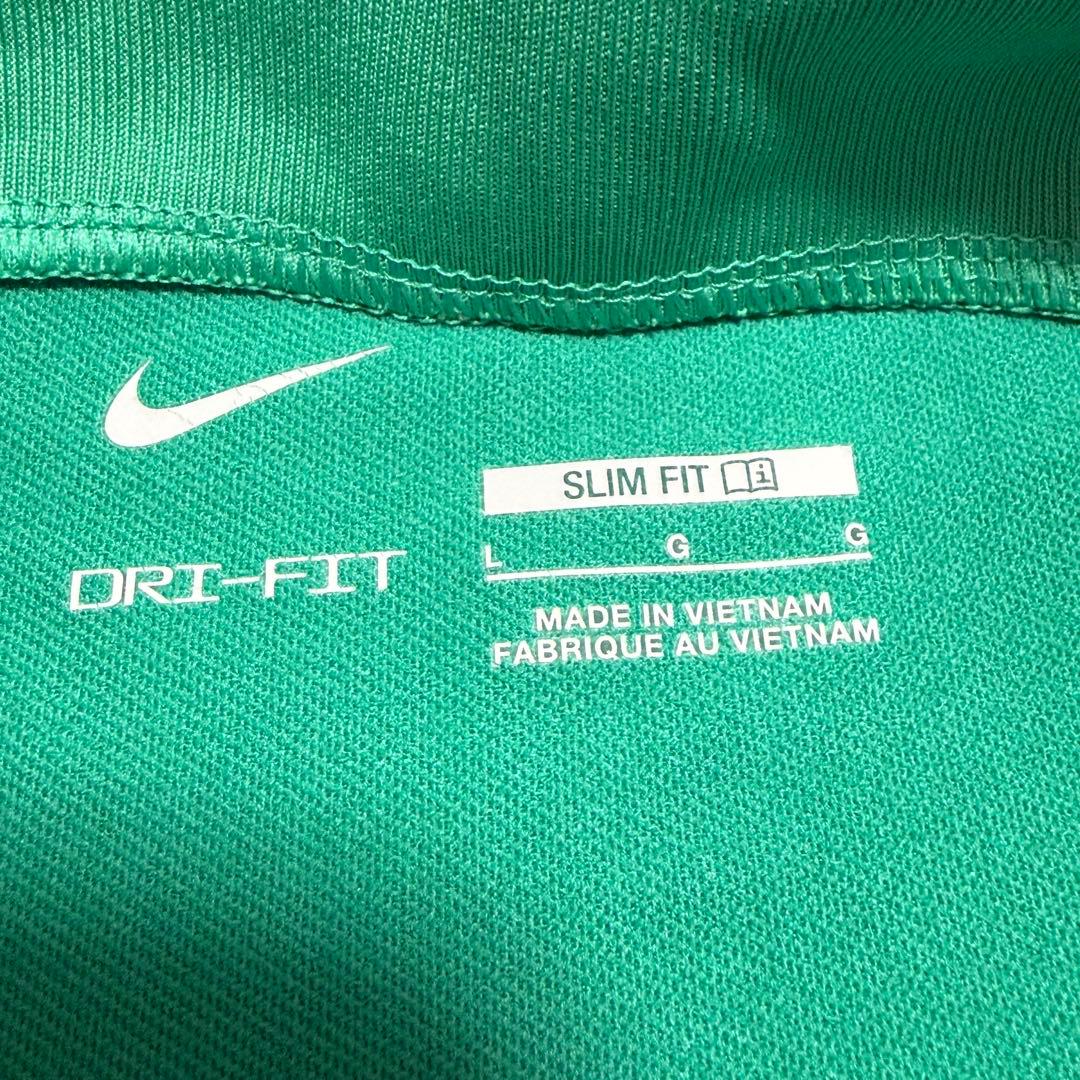 DRI-FIT
SLIM FIT i
L G G
MADE IN VIETNAM
FABRIQUE AU VIETNAM